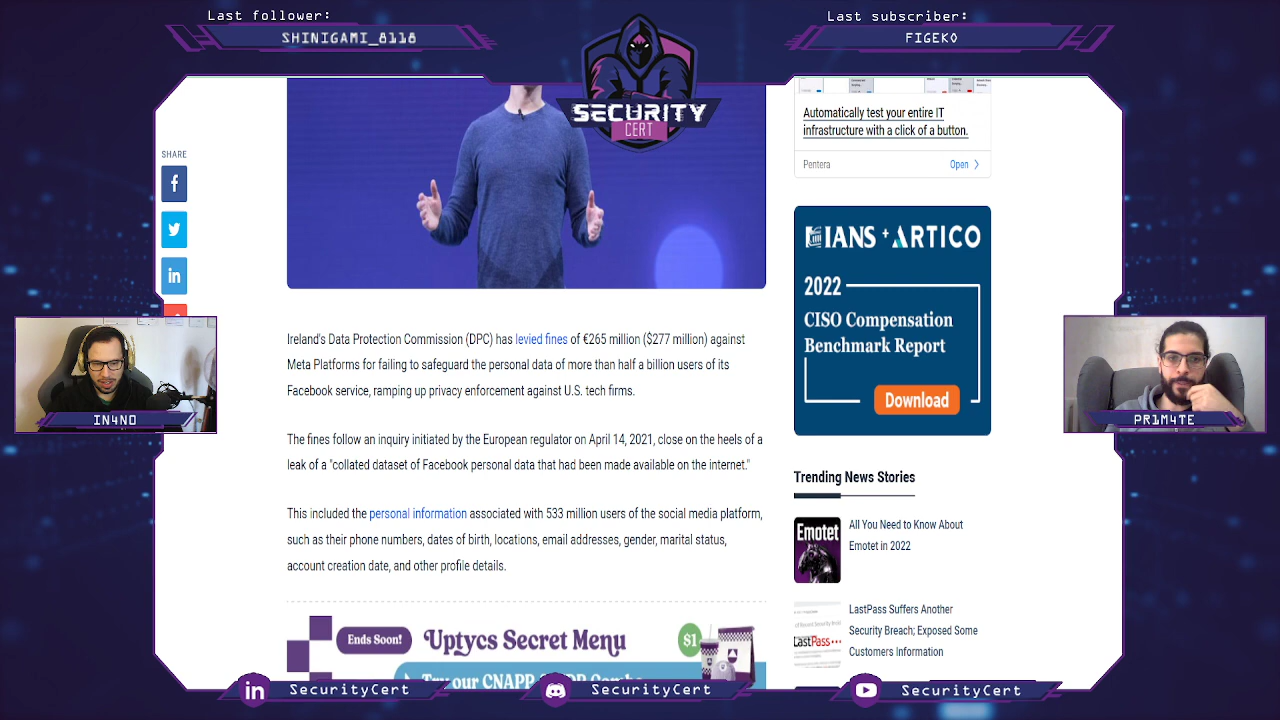 Last follower:
SHINIGAMI_8118
Last subscriber:
FIGEKO
SECURITY
CERT
SHARE
Automatically test your entire IT
infrastructure with a click of a button.
Pentera
Open
IANS + ARTICO
2022
CISO Compensation
Benchmark Report
Download
Ireland's Data Protection Commission (DPC) has levied fines of €265 million ($277 million) against
Meta Platforms for failing to safeguard the personal data of more than half a billion users of its
Facebook service, ramping up privacy enforcement against U.S. tech firms.
IN4N0
PR1M4TE
The fines follow an inquiry initiated by the European regulator on April 14, 2021, close on the heels of a
leak of a "collated dataset of Facebook personal data that had been made available on the internet."
This included the personal information associated with 533 million users of the social media platform,
such as their phone numbers, dates of birth, locations, email addresses, gender, marital status,
account creation date, and other profile details.
Trending News Stories
Emotet
All You Need to Know About
Emotet in 2022
LastPass Suffers Another
Security Breach; Exposed Some
Customers Information
LastPass
Ends Soon!
Uptycs Secret Menu
$1
Try our CNAPP
SecurityCert
SecurityCert
SecurityCert